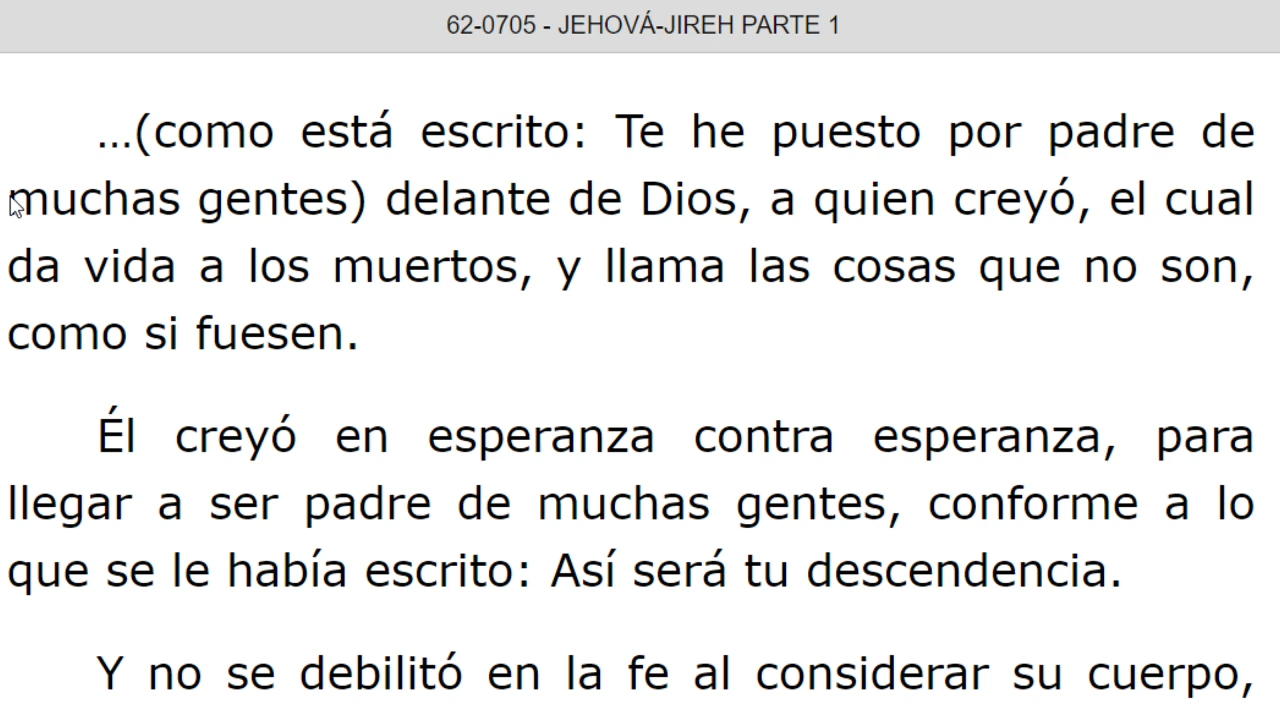 62-0705 - JEHOVÁ-JIREH PARTE 1
...(como está escrito: Te he puesto por padre de
muchas gentes) delante de Dios, a quien creyó, el cual
da vida a los muertos, y llama las cosas que no son,
como si fuesen.
Él creyó en esperanza contra esperanza, para
llegar a ser padre de muchas gentes, conforme a lo
que se le había escrito: Así será tu descendencia.
Y no se debilitó en la fe al considerar su cuerpo,